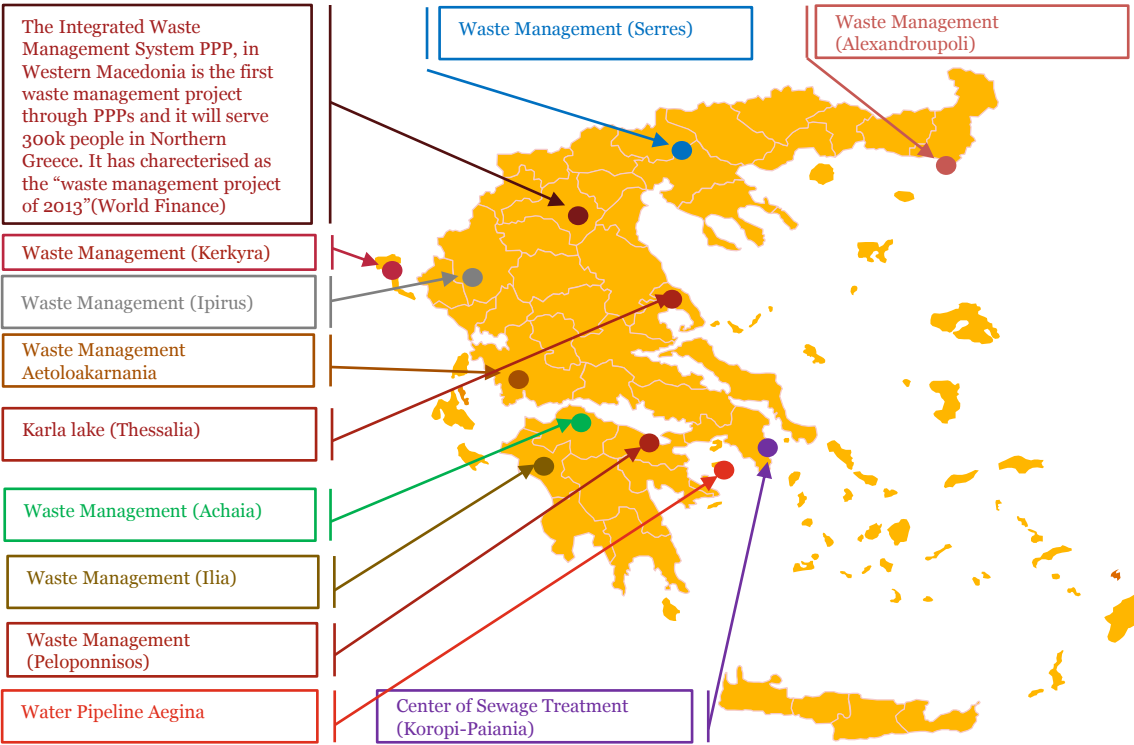 The Integrated Waste
Management System PPP, in
Western Macedonia is the first
waste management project
through PPPs and it will serve
300k people in Northern
Greece. It has charecterised as
the “waste management project
of 2013”(World Finance)
Waste Management (Serres)
Waste Management
(Alexandroupoli)
Waste Management (Kerkyra)
Waste Management (Ipirus)
Waste Management
Aetoloakarnania
Karla lake (Thessalia)
Waste Management (Achaia)
Waste Management (Ilia)
Waste Management
(Peloponnisos)
Water Pipeline Aegina
Center of Sewage Treatment
(Koropi-Paiania)